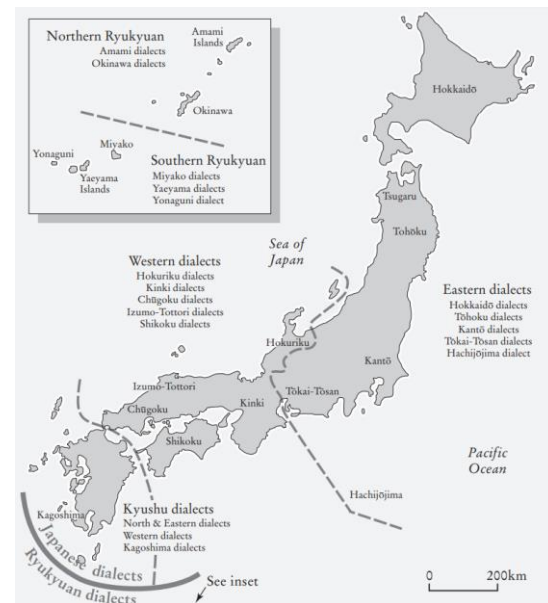 Northern Ryukyuan
Amami dialects
Okinawa dialects
Amami
Islands
Okinawa
Miyako
Yonaguni
Yaeyama
Islands
Southern Ryukyuan
Miyako dialects
Yaeyama dialects
Yonaguni dialect
Hokkaidō
Tsugaru
Tohōku
Sea of
Japan
Western dialects
Hokuriku dialects
Kinki dialects
Chūgoku dialects
Izumo-Tottori dialects
Shikoku dialects
Eastern dialects
Hokkaidō dialects
Tōhoku dialects
Kantō dialects
Tōkai-Tōsan dialects
Hachijōjima dialect
Hokuriku
Kantō
Izumo-Tottori
Tōkai-Tōsan
Chūgoku
Kinki
Shikoku
Pacific
Ocean
Hachijōjima
Kagoshima
Kyushu dialects
North & Eastern dialects
Western dialects
Kagoshima dialects
Japanese dialects
Ryukyuan dialects
See inset
0 200km